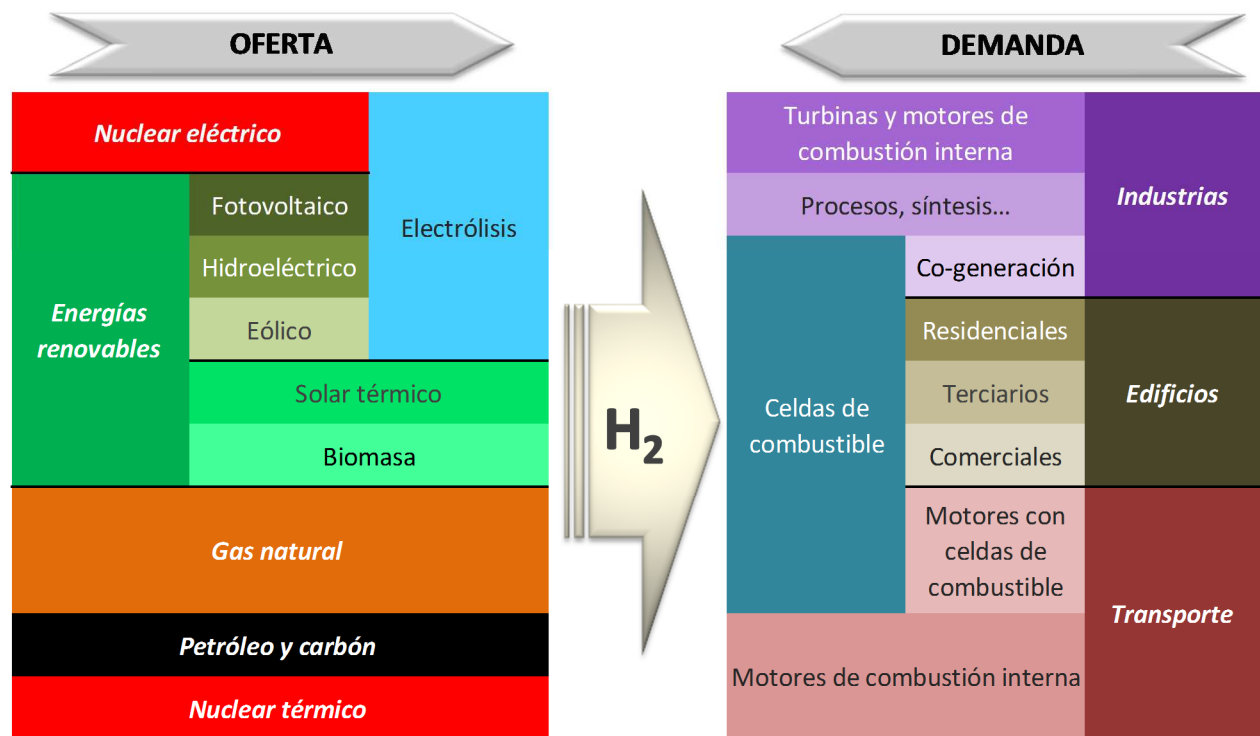 OFERTA
Nuclear eléctrico
Electrólisis
Energías
renovables
Fotovoltaico
Hidroeléctrico
Eólico
Solar térmico
Biomasa
Gas natural
Petróleo y carbón
Nuclear térmico
H2
DEMANDA
Turbinas y motores de
combustión interna
Procesos, síntesis...
Industrias
Celdas de
combustible
Co-generación
Residenciales
Terciarios
Comerciales
Edificios
Motores con
celdas de
combustible
Transporte
Motores de combustión interna